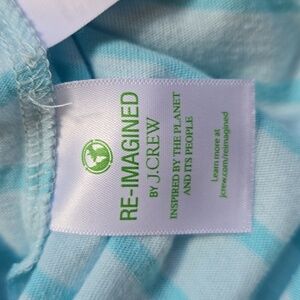 RE-IMAGINED
BY J.CREW
INSPIRED BY THE PLANET
AND ITS PEOPLE
Learn more at
jcrew.com/reimagined